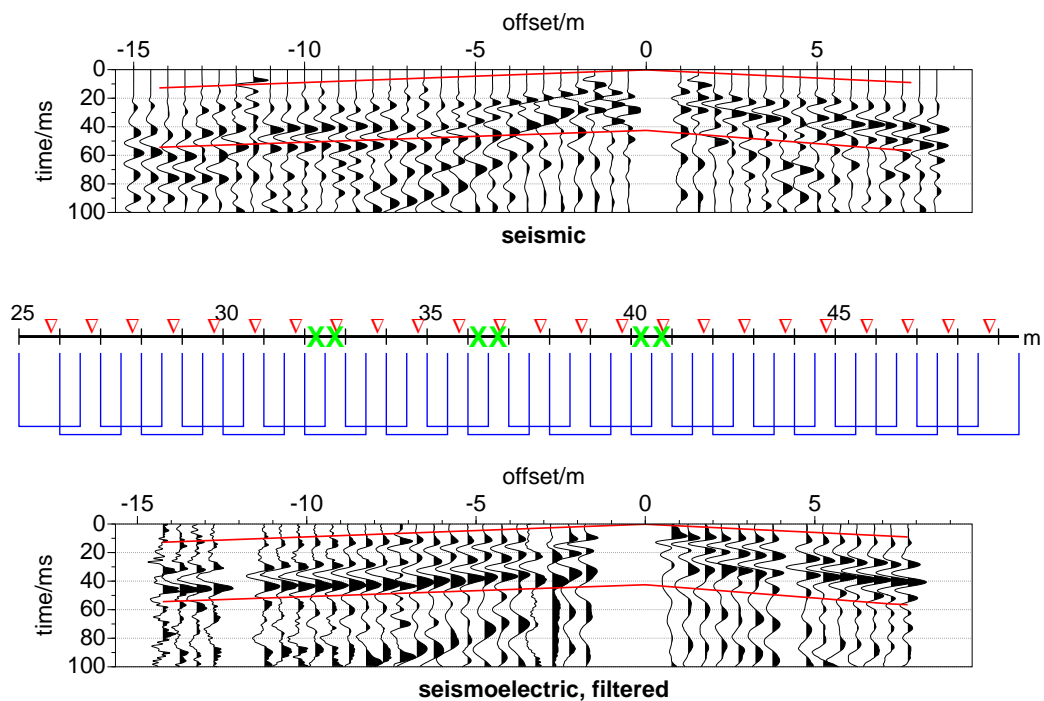 offset/m
-15 -10 -5 0 5
0
20
40
60
80
100
time/ms
seismic
25 30 35 40 45
X X X X X X
m
offset/m
-15 -10 -5 0 5
0
20
40
60
80
100
time/ms
seismoelectric, filtered